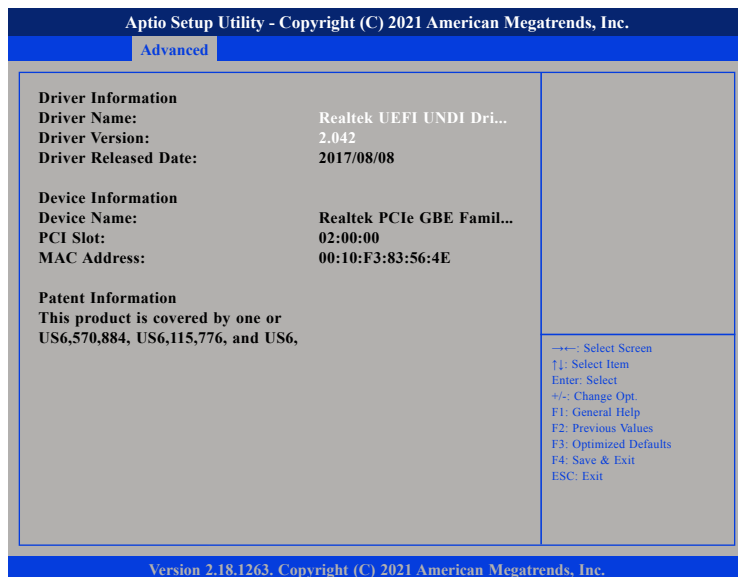 Aptio Setup Utility - Copyright (C) 2021 American Megatrends, Inc.
Advanced
Driver Information
Driver Name: Realtek UEFI UNDI Dri...
Driver Version: 2.042
Driver Released Date: 2017/08/08
Device Information
Device Name: Realtek PCIe GBE Famil...
PCI Slot: 02:00:00
MAC Address: 00:10:F3:83:56:4E
Patent Information
This product is covered by one or
US6,570,884, US6,115,776, and US6,
→←: Select Screen
↑↓: Select Item
Enter: Select
+/-: Change Opt.
F1: General Help
F2: Previous Values
F3: Optimized Defaults
F4: Save & Exit
ESC: Exit
Version 2.18.1263. Copyright (C) 2021 American Megatrends, Inc.